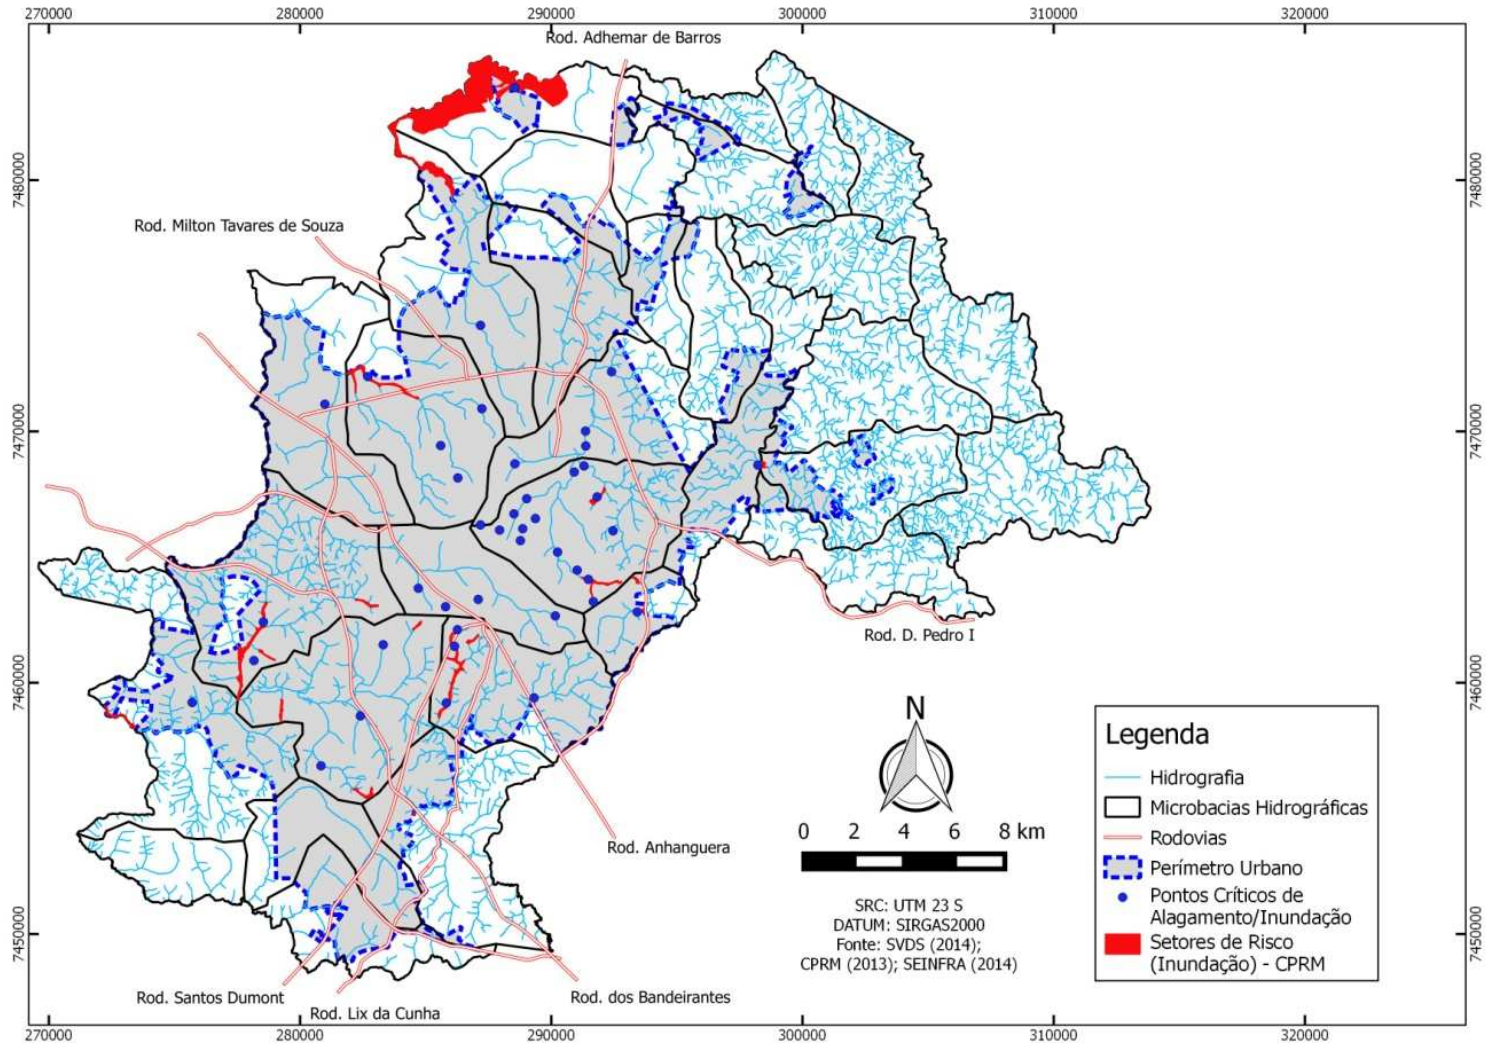 270000 280000 290000 300000 310000 320000
Rod. Adhemar de Barros
7480000 7480000
Rod. Milton Tavares de Souza
7470000 7470000
Rod. D. Pedro I
7460000 7460000
N
0 2 4 6 8 km
SRC: UTM 23 S
DATUM: SIRGAS2000
Fonte: SVDS (2014);
CPRM (2013); SEINFRA (2014)
Legenda
Hidrografia
Microbacias Hidrográficas
Rodovias
Perímetro Urbano
Pontos Críticos de
Alagamento/Inundação
Setores de Risco
(Inundação) - CPRM
Rod. Anhanguera
7450000 7450000
Rod. Santos Dumont
Rod. Lix da Cunha
Rod. dos Bandeirantes
270000 280000 290000 300000 310000 320000